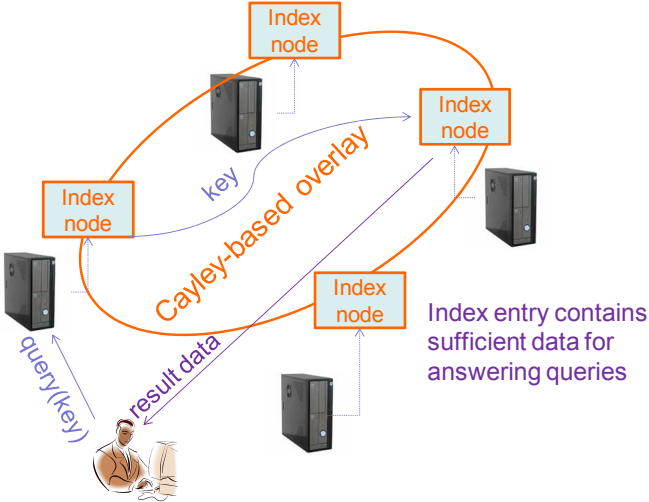 Index
node
Index
node
key
Cayley-based overlay
Index
node
Index
node
Index entry contains
sufficient data for
answering queries
result data
query(key)